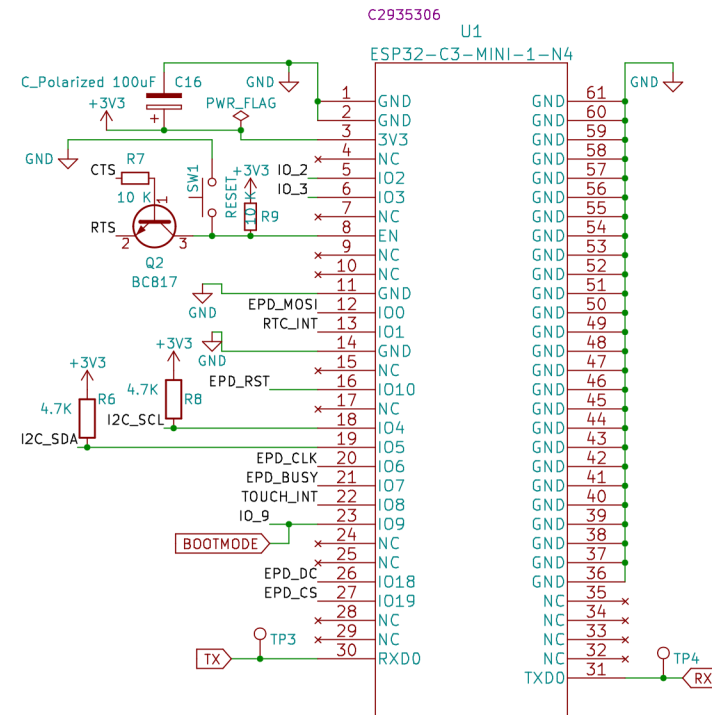 C2935306
U1
ESP32-C3-MINI-1-N4
C_Polarized 100uF C16
GND
+3V3
PWR_FLAG
+
GND
CTS
R7
10 K
1
RTS
2
3
Q2
BC817
SW1
RESET
+3V3
10 K
R9
IO_2
IO_3
GND
EPD_MOSI
RTC_INT
GND
+3V3
EPD_RST
4.7K
R8
+3V3
4.7K
R6
I2C_SCL
I2C_SDA
EPD_CLK
EPD_BUSY
TOUCH_INT
IO_9
BOOTMODE
EPD_DC
EPD_CS
TP3
TX
1 GND
2 GND
3 3V3
4 NC
5 IO2
6 IO3
7 NC
8 EN
9 NC
10 NC
11 GND
12 IO0
13 IO1
14 GND
15 NC
16 IO10
17 NC
18 IO4
19 IO5
20 IO6
21 IO7
22 IO8
23 IO9
24 NC
25 NC
26 IO18
27 IO19
28 NC
29 NC
30 RXD0
GND 61
GND 60
GND 59
GND 58
GND 57
GND 56
GND 55
GND 54
GND 53
GND 52
GND 51
GND 50
GND 49
GND 48
GND 47
GND 46
GND 45
GND 44
GND 43
GND 42
GND 41
GND 40
GND 39
GND 38
GND 37
GND 36
NC 35
NC 34
NC 33
NC 32
TXD0 31
GND
TP4
RX